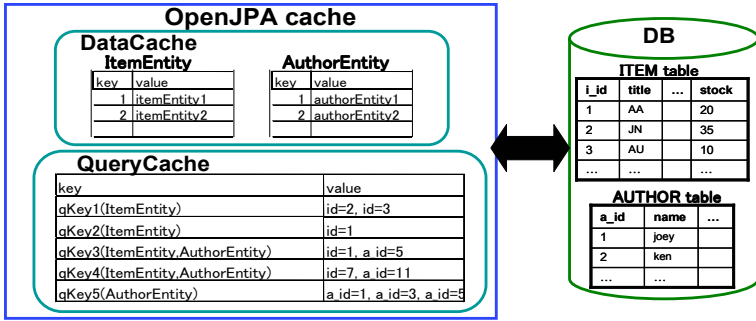 OpenJPA cache
DataCache
ItemEntity
key value
1 itemEntity1
2 itemEntity2
AuthorEntity
key value
1 authorEntity1
2 authorEntity2
QueryCache
key value
qKey1(ItemEntity) id=2, id=3
qKey2(ItemEntity) id=1
qKey3(ItemEntity,AuthorEntity) id=1, a_id=5
qKey4(ItemEntity,AuthorEntity) id=7, a_id=11
qKey5(AuthorEntity) a_id=1, a_id=3, a_id=5
DB
ITEM table
i_id title ... stock
1 AA 20
2 JN 35
3 AU 10
... ... ...
AUTHOR table
a_id name ...
1 joey
2 ken
... ...